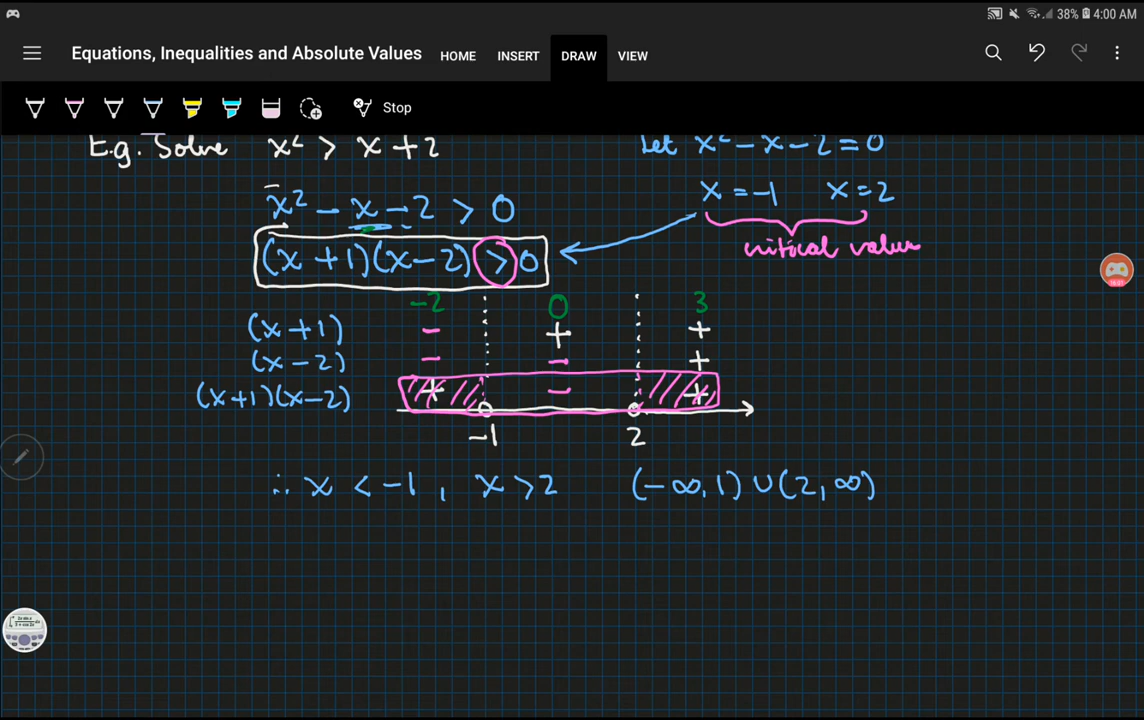 38% 4:00 AM
Equations, Inequalities and Absolute Values HOME INSERT DRAW VIEW
Stop
E.g. Solve x² > x + 2
Let x² − x − 2 = 0
x² − x − 2 > 0
x = −1 x = 2
critical value
(x + 1)(x − 2) > 0
−2 0 3
(x + 1) − + +
(x − 2) − − +
(x+1)(x−2) + − +
−1 2
∴ x < −1, x > 2 (−∞, 1) ∪ (2, ∞)